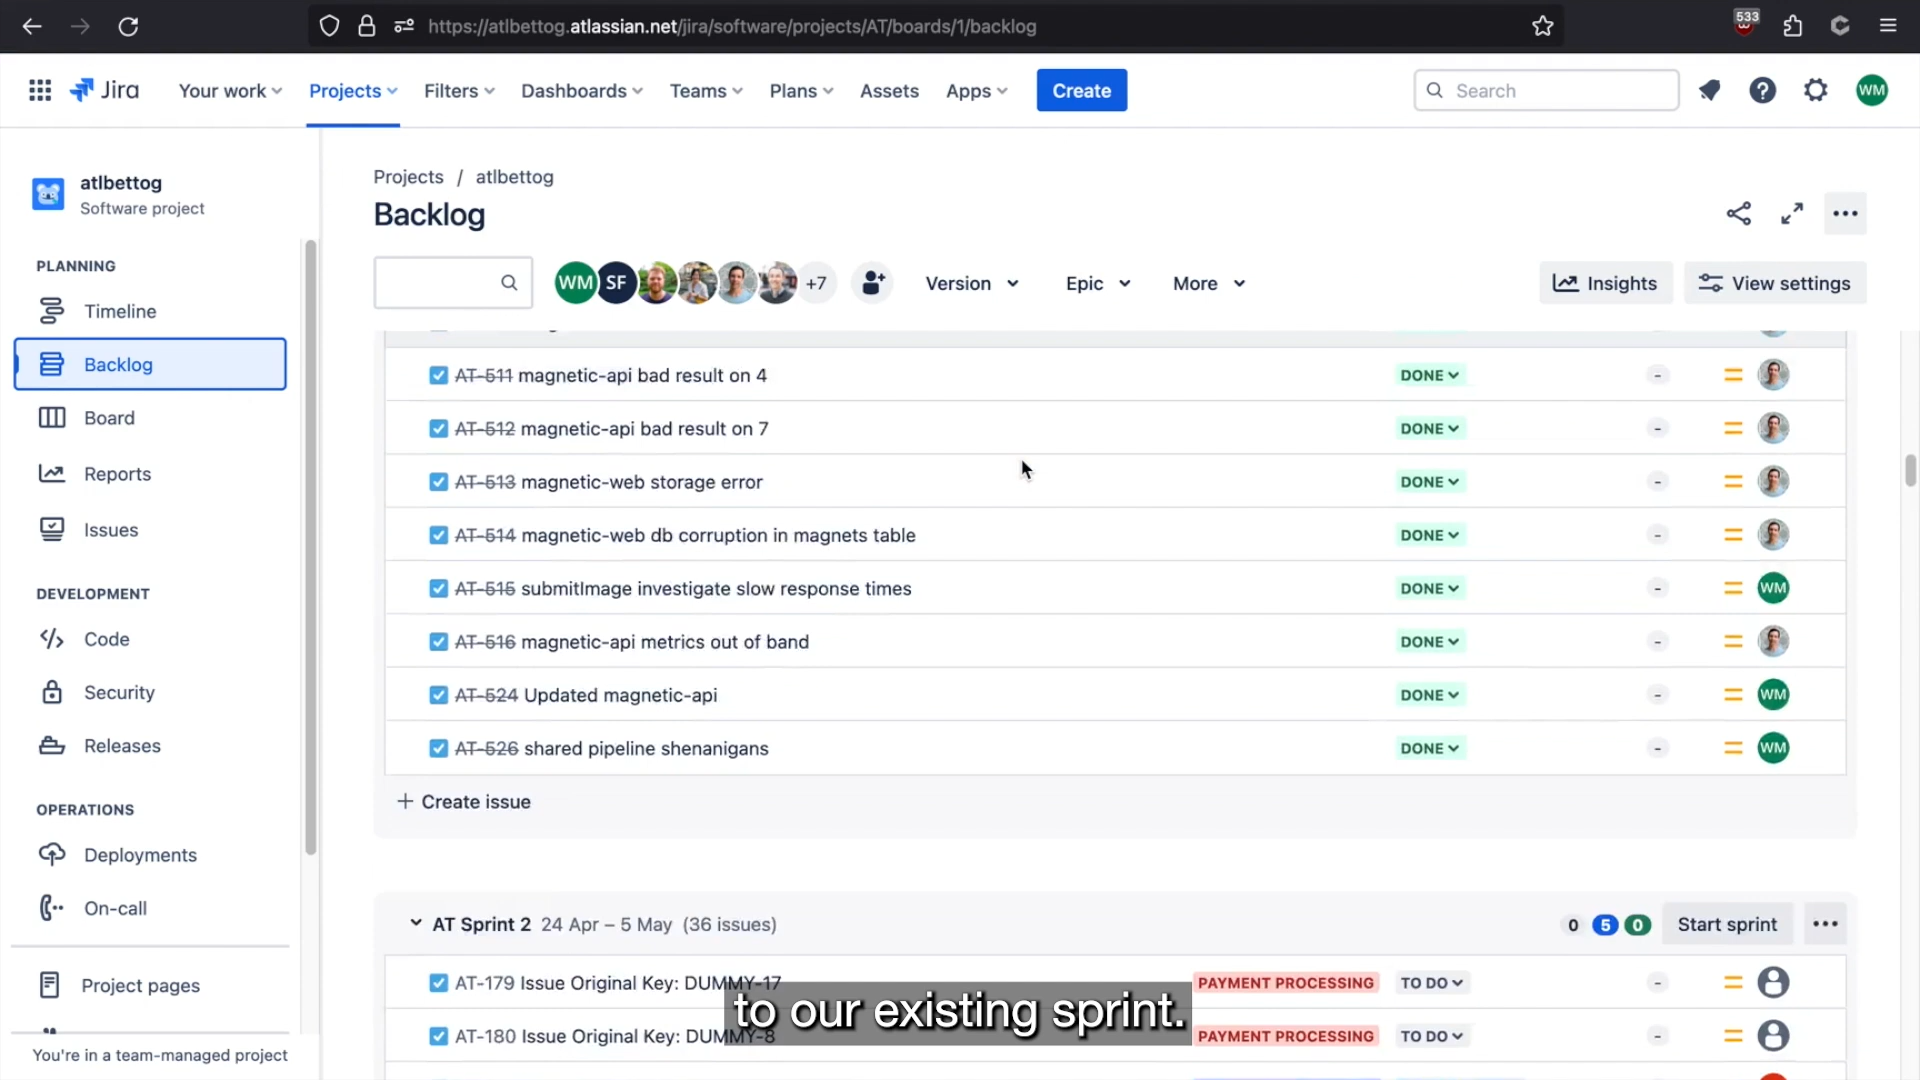 https://atlbettog.atlassian.net/jira/software/projects/AT/boards/1/backlog
533
Jira
Your work
Projects
Filters
Dashboards
Teams
Plans
Assets
Apps
Create
Search
WM
atlbettog
Software project
PLANNING
Timeline
Backlog
Board
Reports
Issues
DEVELOPMENT
Code
Security
Releases
OPERATIONS
Deployments
On-call
Project pages
You're in a team-managed project
Projects / atlbettog
Backlog
WM SF +7
Version
Epic
More
Insights
View settings
AT-511 magnetic-api bad result on 4 DONE -
AT-512 magnetic-api bad result on 7 DONE -
AT-513 magnetic-web storage error DONE -
AT-514 magnetic-web db corruption in magnets table DONE -
AT-515 submitImage investigate slow response times DONE - WM
AT-516 magnetic-api metrics out of band DONE -
AT-524 Updated magnetic-api DONE - WM
AT-526 shared pipeline shenanigans DONE - WM
+ Create issue
AT Sprint 2 24 Apr – 5 May (36 issues) 0 5 0 Start sprint
AT-179 Issue Original Key: DUMMY-17 PAYMENT PROCESSING TO DO -
AT-180 Issue Original Key: DUMMY-8 PAYMENT PROCESSING TO DO -
to our existing sprint.